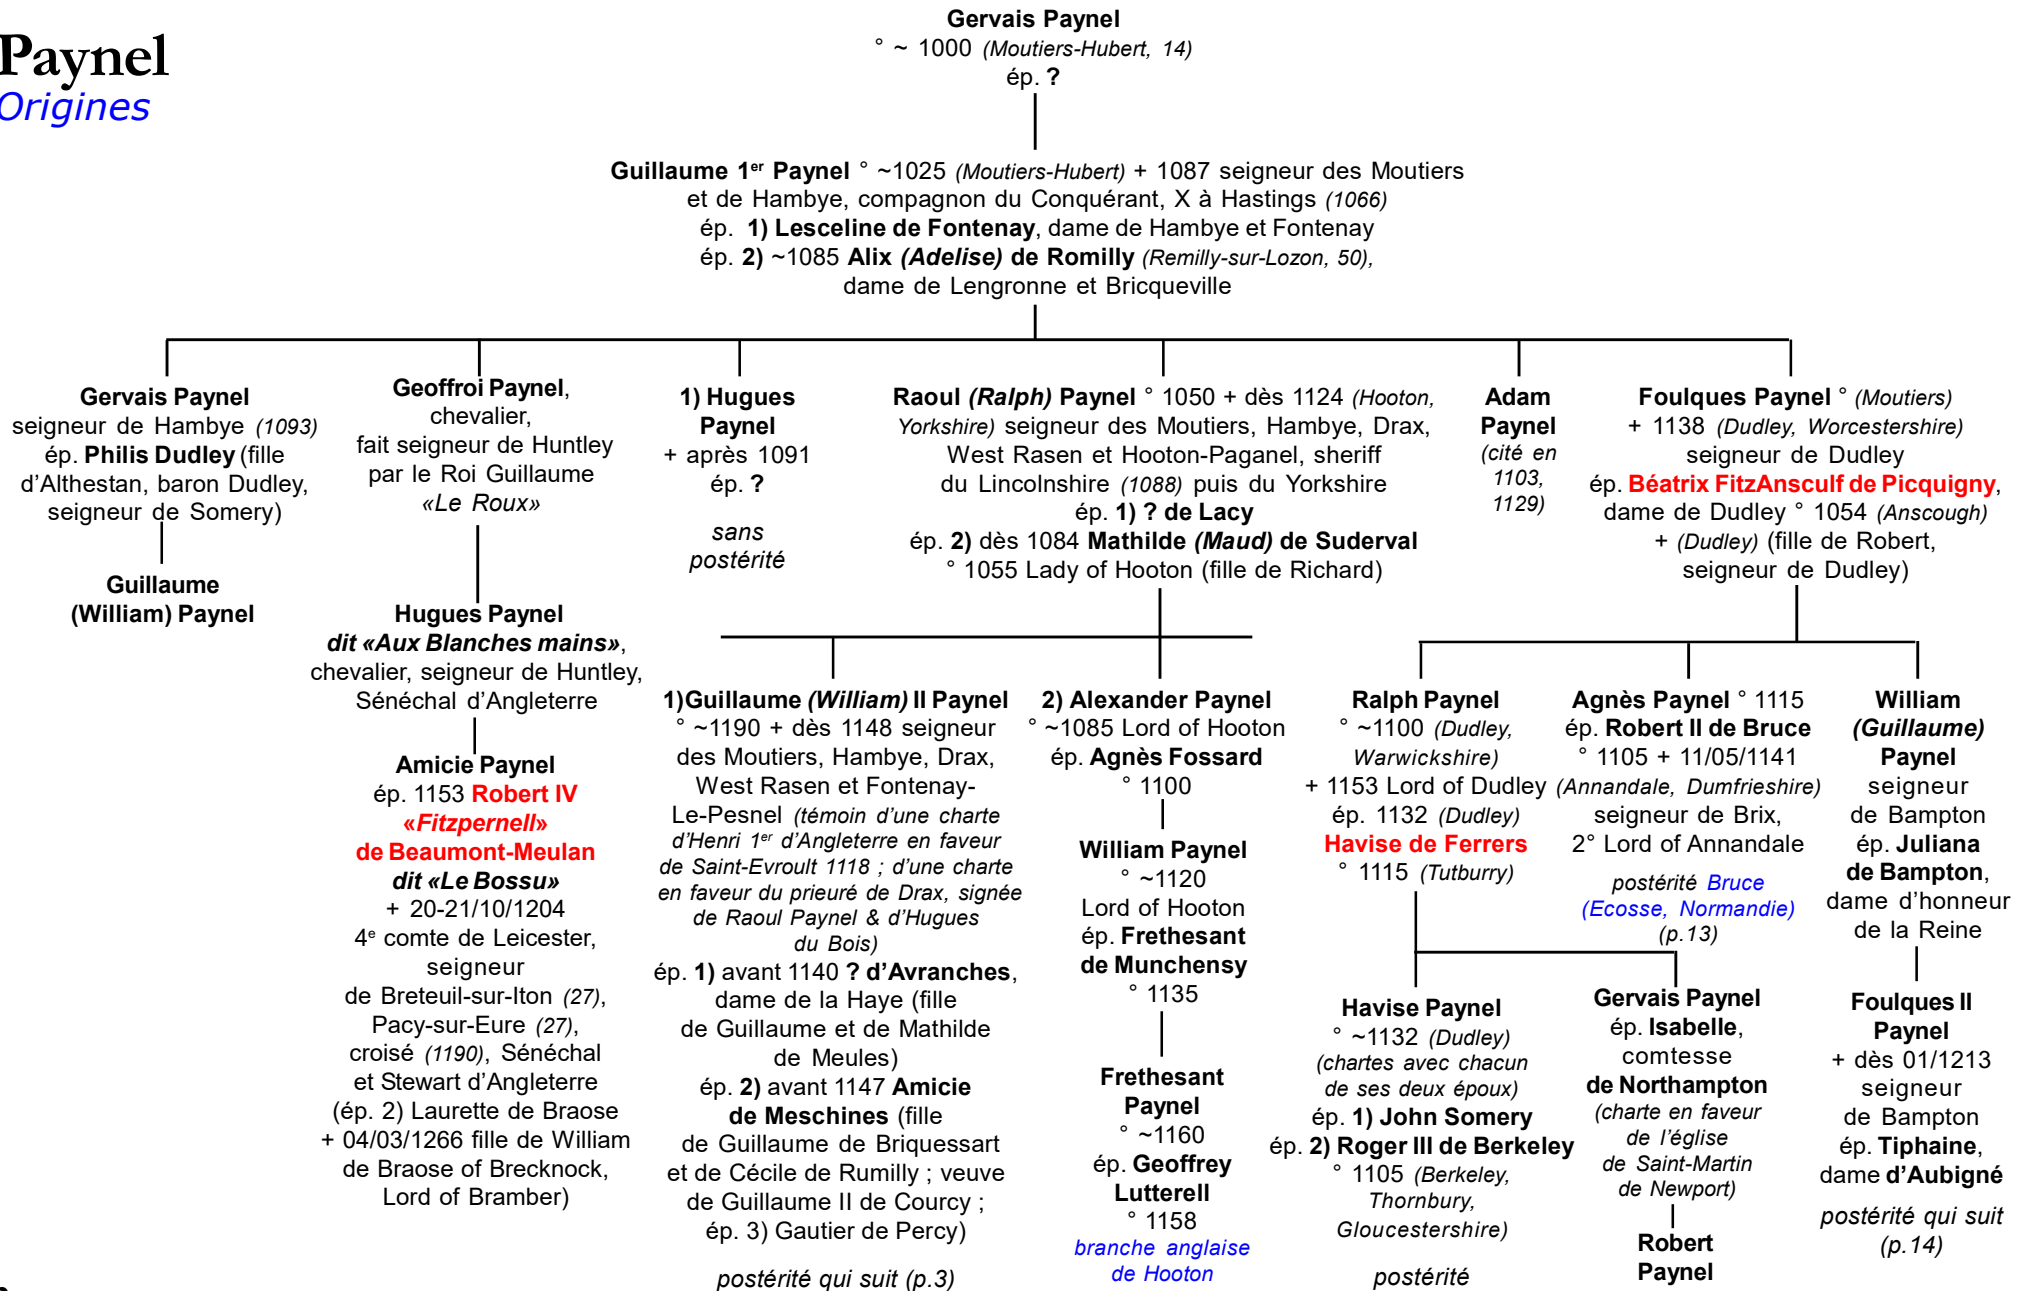 Paynel
Origines
Gervais Paynel
° ~ 1000 (Moutiers-Hubert, 14)
ép. ?
Guillaume 1er Paynel ° ~1025 (Moutiers-Hubert) + 1087 seigneur des Moutiers
et de Hambye, compagnon du Conquérant, X à Hastings (1066)
ép. 1) Lesceline de Fontenay, dame de Hambye et Fontenay
ép. 2) ~1085 Alix (Adelise) de Romilly (Remilly-sur-Lozon, 50),
dame de Lengronne et Bricqueville
Gervais Paynel
seigneur de Hambye (1093)
ép. Philis Dudley (fille
d'Althestan, baron Dudley,
seigneur de Somery)
Guillaume
(William) Paynel
Geoffroi Paynel,
chevalier,
fait seigneur de Huntley
par le Roi Guillaume
«Le Roux»
Hugues Paynel
dit «Aux Blanches mains»,
chevalier, seigneur de Huntley,
Sénéchal d'Angleterre
Amicie Paynel
ép. 1153 Robert IV
«Fitzpernell»
de Beaumont-Meulan
dit «Le Bossu»
+ 20-21/10/1204
4e comte de Leicester,
seigneur
de Breteuil-sur-Iton (27),
Pacy-sur-Eure (27),
croisé (1190), Sénéchal
et Stewart d'Angleterre
(ép. 2) Laurette de Braose
+ 04/03/1266 fille de William
de Braose of Brecknock,
Lord of Bramber)
1) Hugues
Paynel
+ après 1091
ép. ?
sans
postérité
Raoul (Ralph) Paynel ° 1050 + dès 1124 (Hooton,
Yorkshire) seigneur des Moutiers, Hambye, Drax,
West Rasen et Hooton-Paganel, sheriff
du Lincolnshire (1088) puis du Yorkshire
ép. 1) ? de Lacy
ép. 2) dès 1084 Mathilde (Maud) de Suderval
° 1055 Lady of Hooton (fille de Richard)
1)Guillaume (William) II Paynel
° ~1190 + dès 1148 seigneur
des Moutiers, Hambye, Drax,
West Rasen et Fontenay-
Le-Pesnel (témoin d'une charte
d'Henri 1er d'Angleterre en faveur
de Saint-Evroult 1118 ; d'une charte
en faveur du prieuré de Drax, signée
de Raoul Paynel & d'Hugues
du Bois)
ép. 1) avant 1140 ? d'Avranches,
dame de la Haye (fille
de Guillaume et de Mathilde
de Meules)
ép. 2) avant 1147 Amicie
de Meschines (fille
de Guillaume de Briquessart
et de Cécile de Rumilly ; veuve
de Guillaume II de Courcy ;
ép. 3) Gautier de Percy)
postérité qui suit (p.3)
2) Alexander Paynel
° ~1085 Lord of Hooton
ép. Agnès Fossard
° 1100
William Paynel
° ~1120
Lord of Hooton
ép. Frethesant
de Munchensy
° 1135
Frethesant
Paynel
° ~1160
ép. Geoffrey
Lutterell
° 1158
branche anglaise
de Hooton
Adam
Paynel
(cité en
1103,
1129)
Foulques Paynel ° (Moutiers)
+ 1138 (Dudley, Worcestershire)
seigneur de Dudley
ép. Béatrix FitzAnsculf de Picquigny,
dame de Dudley ° 1054 (Anscough)
+ (Dudley) (fille de Robert,
seigneur de Dudley)
Ralph Paynel
° ~1100 (Dudley,
Warwickshire)
+ 1153 Lord of Dudley
ép. 1132 (Dudley)
Havise de Ferrers
° 1115 (Tutburry)
Havise Paynel
° ~1132 (Dudley)
(chartes avec chacun
de ses deux époux)
ép. 1) John Somery
ép. 2) Roger III de Berkeley
° 1105 (Berkeley,
Thornbury,
Gloucestershire)
postérité
Gervais Paynel
ép. Isabelle,
comtesse
de Northampton
(charte en faveur
de l'église
de Saint-Martin
de Newport)
Robert
Paynel
Agnès Paynel ° 1115
ép. Robert II de Bruce
° 1105 + 11/05/1141
(Annandale, Dumfrieshire)
seigneur de Brix,
2° Lord of Annandale
postérité Bruce
(Ecosse, Normandie)
(p.13)
William
(Guillaume)
Paynel
seigneur
de Bampton
ép. Juliana
de Bampton,
dame d'honneur
de la Reine
Foulques II
Paynel
+ dès 01/1213
seigneur
de Bampton
ép. Tiphaine,
dame d'Aubigné
postérité qui suit
(p.14)